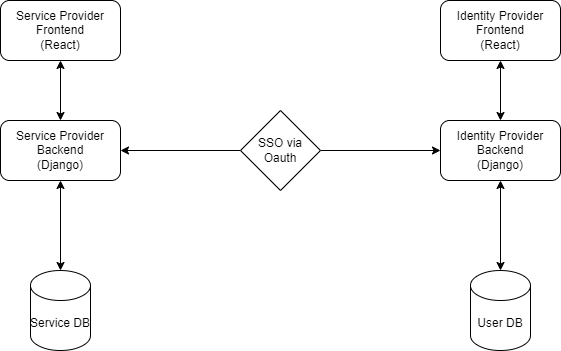 Service Provider
Frontend
(React)
Identity Provider
Frontend
(React)
Service Provider
Backend
(Django)
SSO via
Oauth
Identity Provider
Backend
(Django)
Service DB
User DB